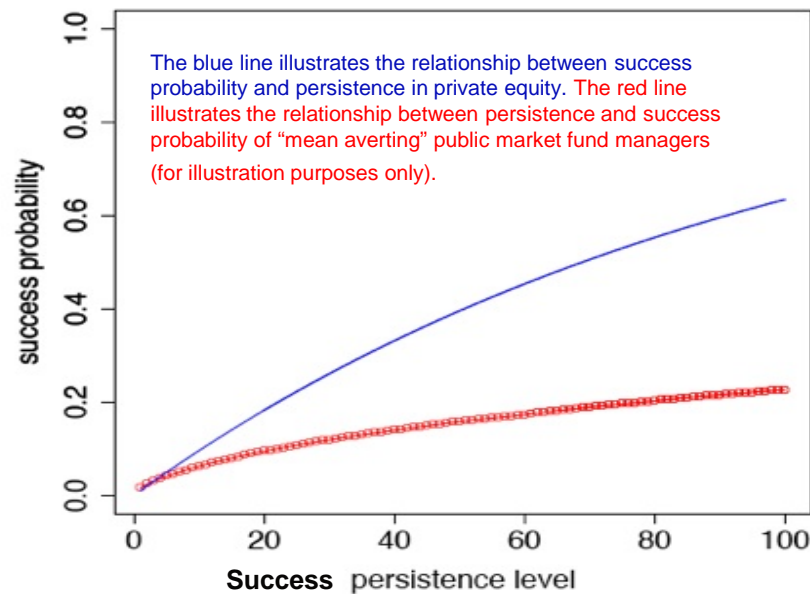 The blue line illustrates the relationship between success
probability and persistence in private equity. The red line
illustrates the relationship between persistence and success
probability of “mean averting” public market fund managers
(for illustration purposes only).
success probability
1.0
0.8
0.6
0.4
0.2
0.0
0 20 40 60 80 100
Success persistence level